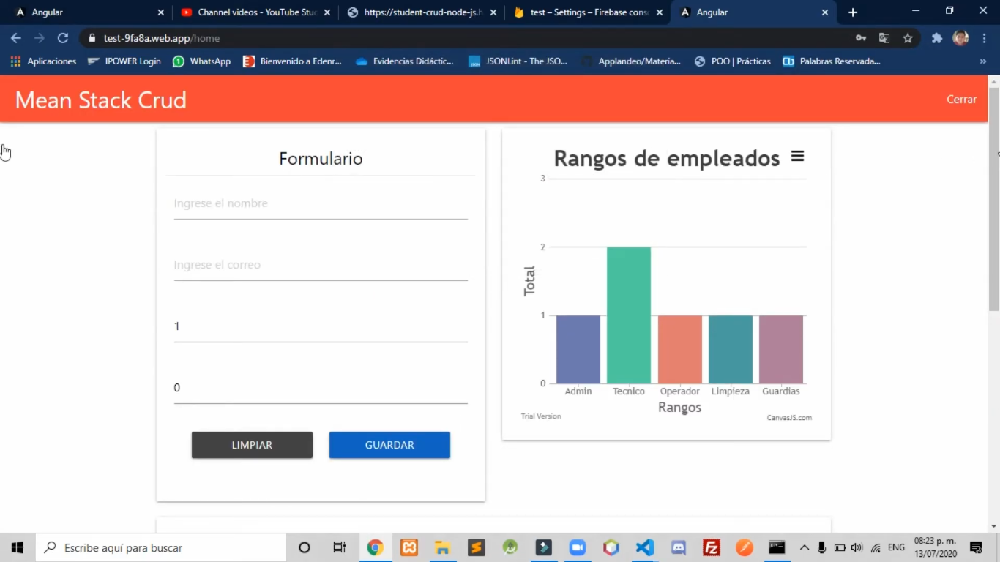 Angular
Channel videos - YouTube Stu
https://student-crud-node-js.h
test – Settings – Firebase cons
Angular
test-9fa8a.web.app/home
Aplicaciones
IPOWER Login
WhatsApp
Bienvenido a Edenr...
Evidencias Didáctic...
JSONLint - The JSO...
Applandeo/Materia...
POO | Prácticas
Palabras Reservada...
Mean Stack Crud
Cerrar
Formulario
Ingrese el nombre
Ingrese el correo
1
0
LIMPIAR
GUARDAR
Rangos de empleados
3
2
1
0
Total
Admin
Tecnico
Operador
Limpieza
Guardias
Rangos
Trial Version
CanvasJS.com
Escribe aquí para buscar
ENG
08:23 p. m.
13/07/2020